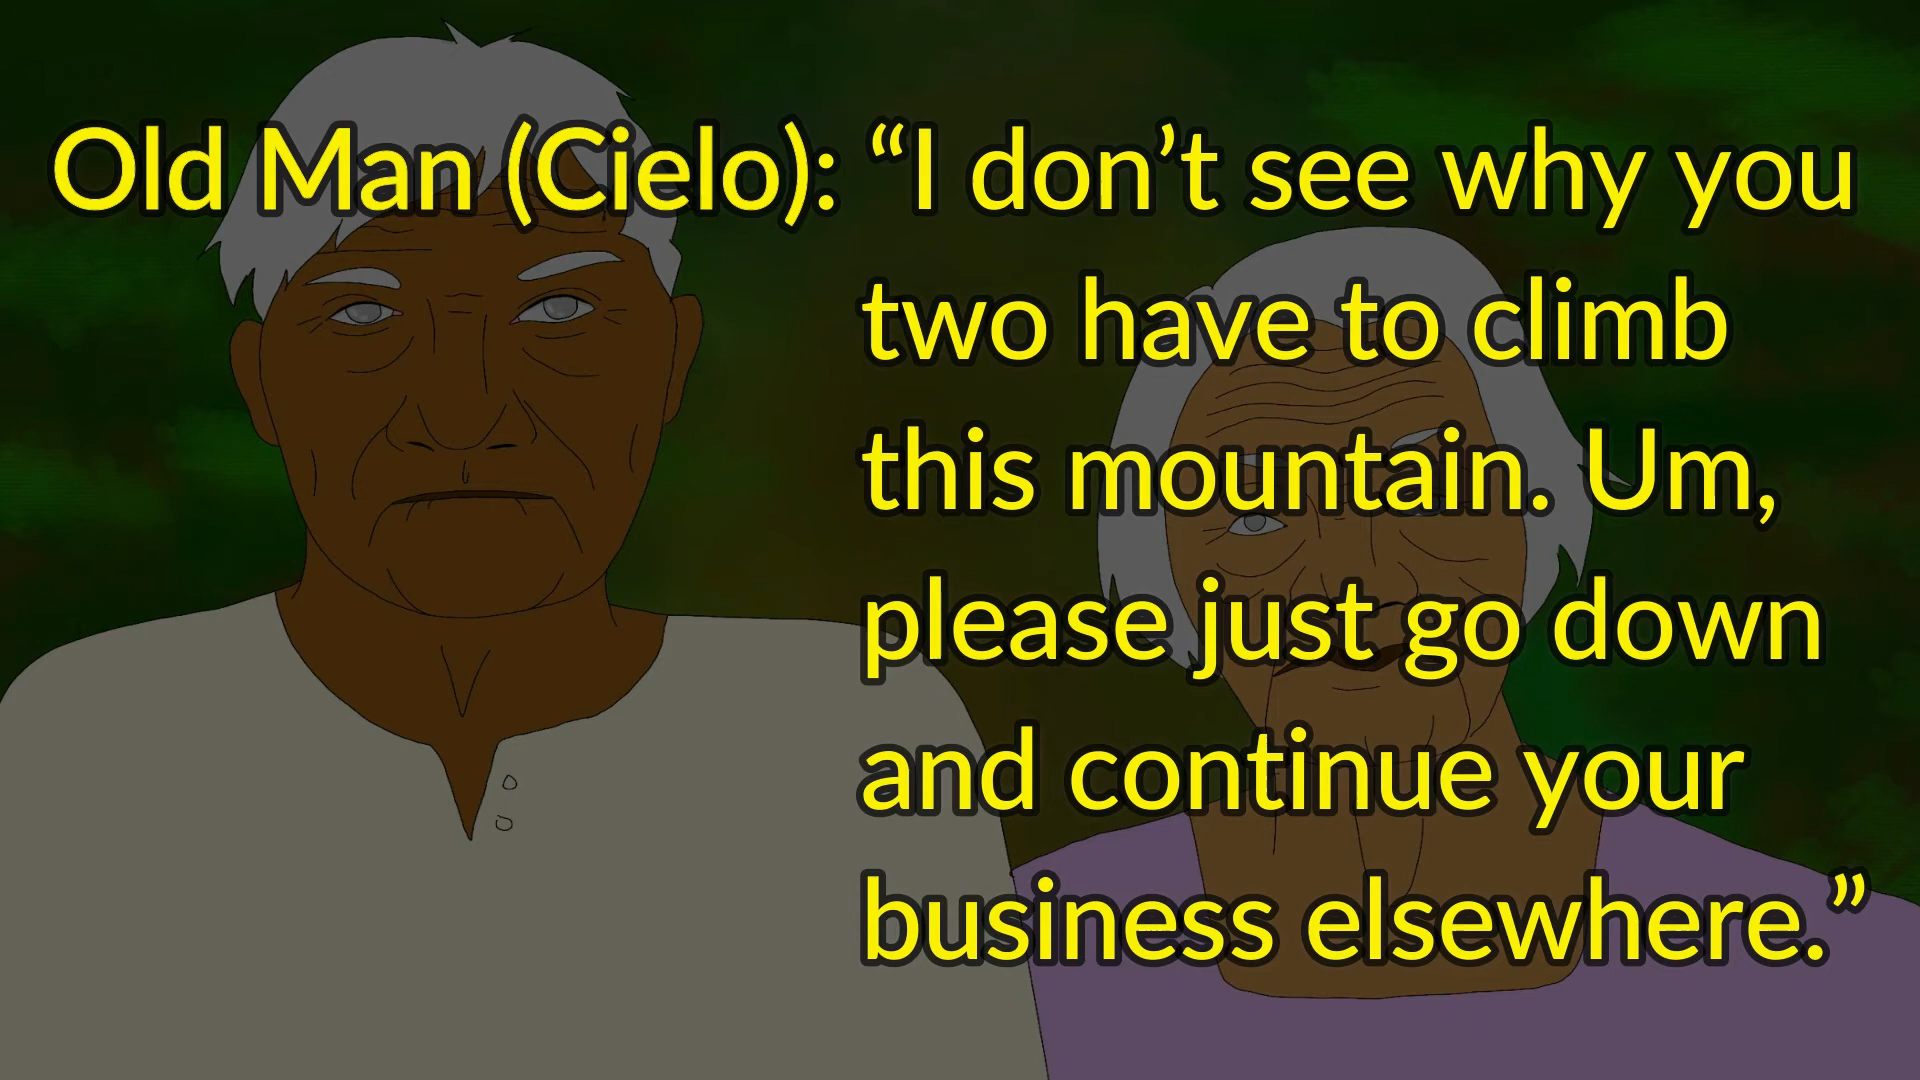 Old Man (Cielo): “I don’t see why you
two have to climb
this mountain. Um,
please just go down
and continue your
business elsewhere.”